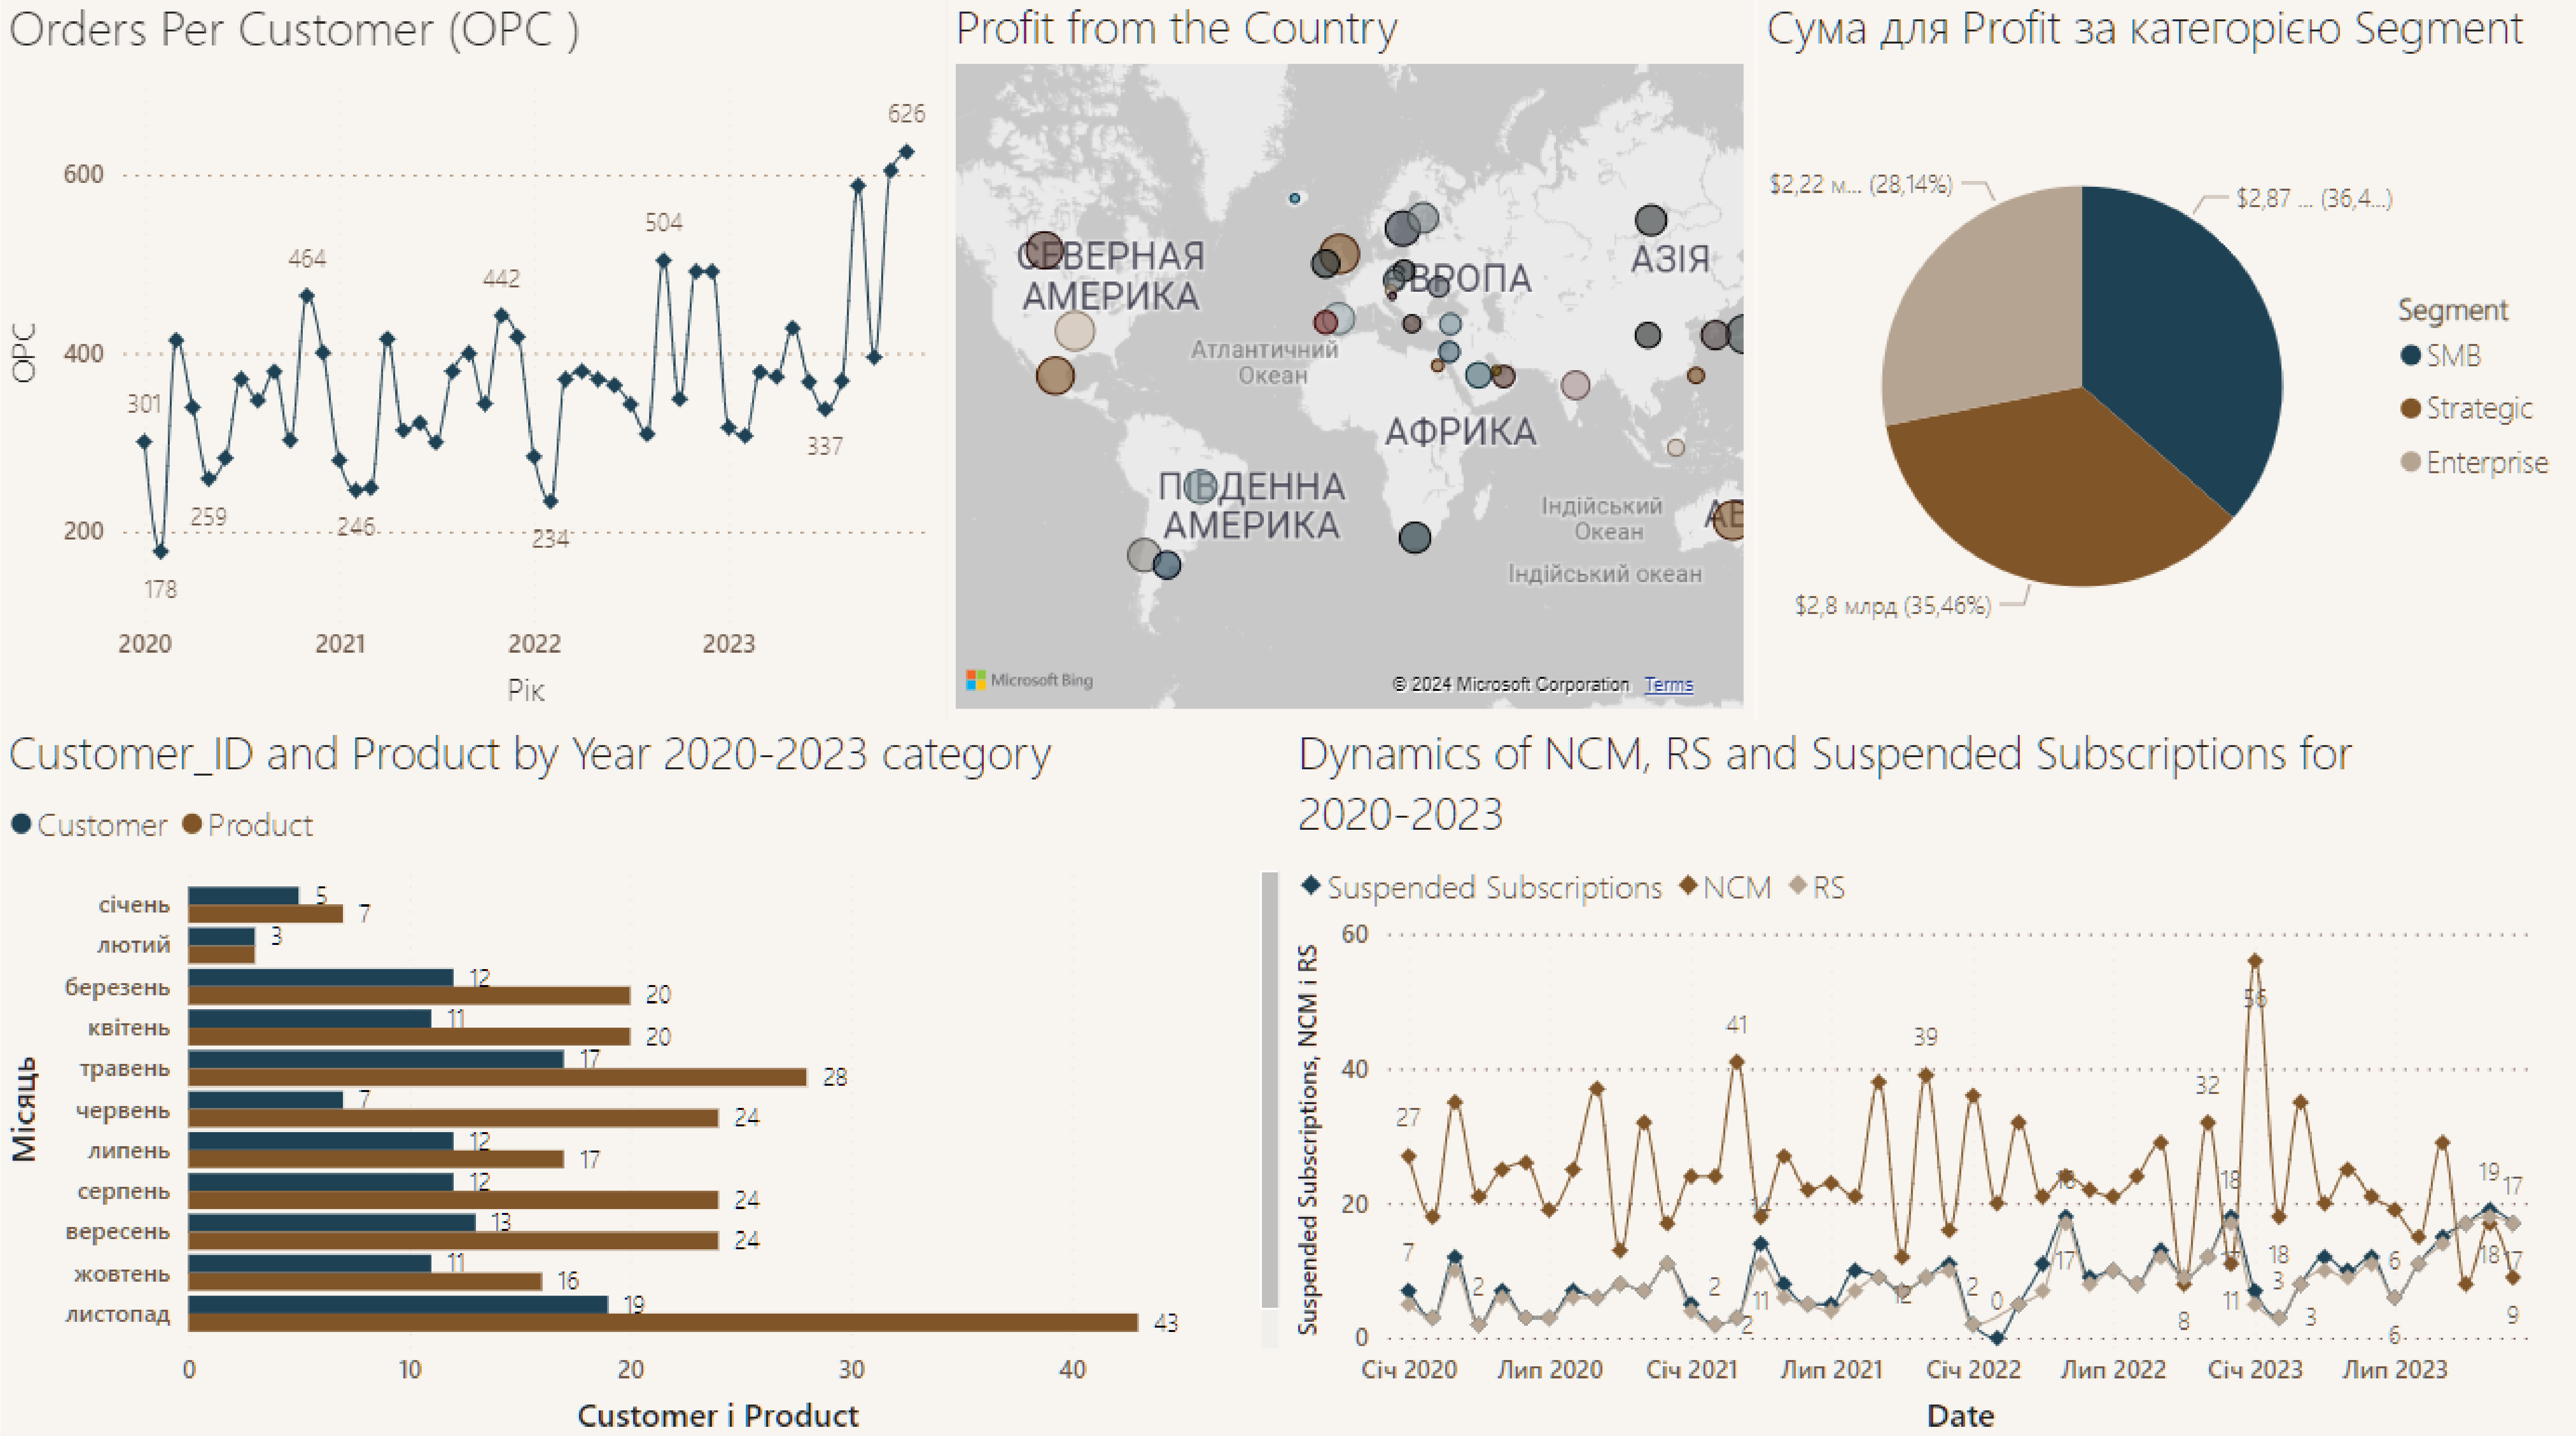 Orders Per Customer (OPC )
OPC
600
400
200
301
178
259
464
246
442
234
504
337
626
2020
2021
2022
2023
Рік
Profit from the Country
СЕВЕРНАЯ
АМЕРИКА
Атлантичний
Океан
ПІВДЕННА
АМЕРИКА
ЕВРОПА
АЗІЯ
АФРИКА
Індійський
Океан
Індійський океан
АВ
Microsoft Bing
© 2024 Microsoft Corporation Terms
Сума для Profit за категорією Segment
$2,22 м... (28,14%)
$2,87 ... (36,4...)
$2,8 млрд (35,46%)
Segment
SMB
Strategic
Enterprise
Customer_ID and Product by Year 2020-2023 category
Customer Product
Місяць
січень 5
7
лютий 3
березень 12
20
квітень 11
20
травень 17
28
червень 7
24
липень 12
17
серпень 12
24
вересень 13
24
жовтень 11
16
листопад 19
43
0 10 20 30 40
Customer і Product
Dynamics of NCM, RS and Suspended Subscriptions for
2020-2023
Suspended Subscriptions NCM RS
Suspended Subscriptions, NCM і RS
60
40
20
0
27
7
2
2
41
14
11
2
12
39
2
0
18
17
8
32
18
17
11
56
18
3
3
6
6
19
17
18
17
9
Січ 2020 Лип 2020 Січ 2021 Лип 2021 Січ 2022 Лип 2022 Січ 2023 Лип 2023
Date